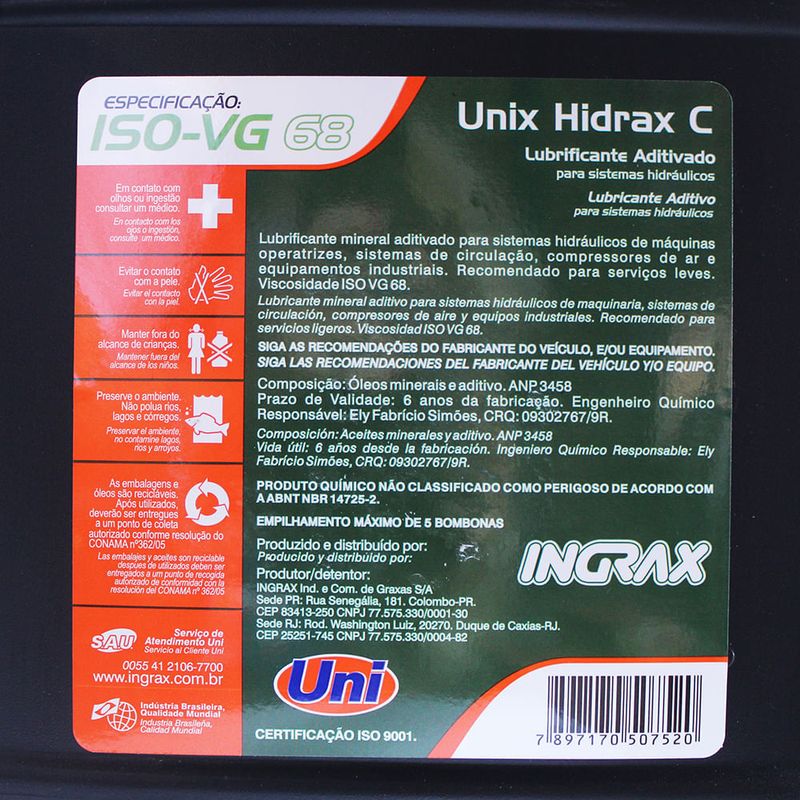 ESPECIFICAÇÃO:
ISO-VG 68
Unix Hidrax C
Lubrificante Aditivado
para sistemas hidráulicos
Lubricante Aditivo
para sistemas hidráulicos
Em contato com
olhos ou ingestão
consultar um médico.
En contacto con los
ojos o ingestión,
consulte um médico.
Evitar o contato
com a pele.
Evitar el contacto
con la piel.
Manter fora do
alcance de crianças.
Mantener fuera del
alcance de los niños.
Preserve o ambiente.
Não polua rios,
lagos e córregos.
Preservar el ambiente,
no contamine lagos,
ríos y arroyos.
As embalagens e
óleos são recicláveis.
Após utilizados,
deverão ser entregues
a um ponto de coleta
autorizado conforme resolução do
CONAMA nº362/05
Las embalajes y aceites son reciclable
despues de utilizados deben ser
entregados a um punto de recogida
autorizado de conformidad con la
resolución del CONAMA nº 362/05
SAU
Serviço de
Atendimento Uni
Servicio al Cliente Uni
0055 41 2106-7700
www.ingrax.com.br
Indústria Brasileira,
Qualidade Mundial
Industria Brasileña,
Calidad Mundial
Lubrificante mineral aditivado para sistemas hidráulicos de máquinas
operatrizes, sistemas de circulação, compressores de ar e
equipamentos industriais. Recomendado para serviços leves.
Viscosidade ISO VG 68.
Lubricante mineral aditivo para sistemas hidráulicos de maquinaria, sistemas de
circulación, compresores de aire y equipos industriales. Recomendado para
servicios ligeros. Viscosidad ISO VG 68.
SIGA AS RECOMENDAÇÕES DO FABRICANTE DO VEÍCULO, E/OU EQUIPAMENTO.
SIGA LAS RECOMENDACIONES DEL FABRICANTE DEL VEHÍCULO Y/O EQUIPO.
Composição: Óleos minerais e aditivo. ANP 3458
Prazo de Validade: 6 anos da fabricação. Engenheiro Químico
Responsável: Ely Fabrício Simões, CRQ: 09302767/9R.
Composición: Aceites minerales y aditivo. ANP 3458
Vida útil: 6 años desde la fabricación. Ingeniero Químico Responsable: Ely
Fabrício Simões, CRQ: 09302767/9R.
PRODUTO QUÍMICO NÃO CLASSIFICADO COMO PERIGOSO DE ACORDO COM
A ABNT NBR 14725-2.
EMPILHAMENTO MÁXIMO DE 5 BOMBONAS
Produzido e distribuído por:
Producido y distribuido por:
INGRAX
Produtor/detentor:
INGRAX Ind. e Com. de Graxas S/A
Sede PR: Rua Senegália, 181. Colombo-PR.
CEP 83413-250 CNPJ 77.575.330/0001-30
Sede RJ: Rod. Washington Luiz, 20270. Duque de Caxias-RJ.
CEP 25251-745 CNPJ 77.575.330/0004-82
Uni
CERTIFICAÇÃO ISO 9001.
7 897170 507520